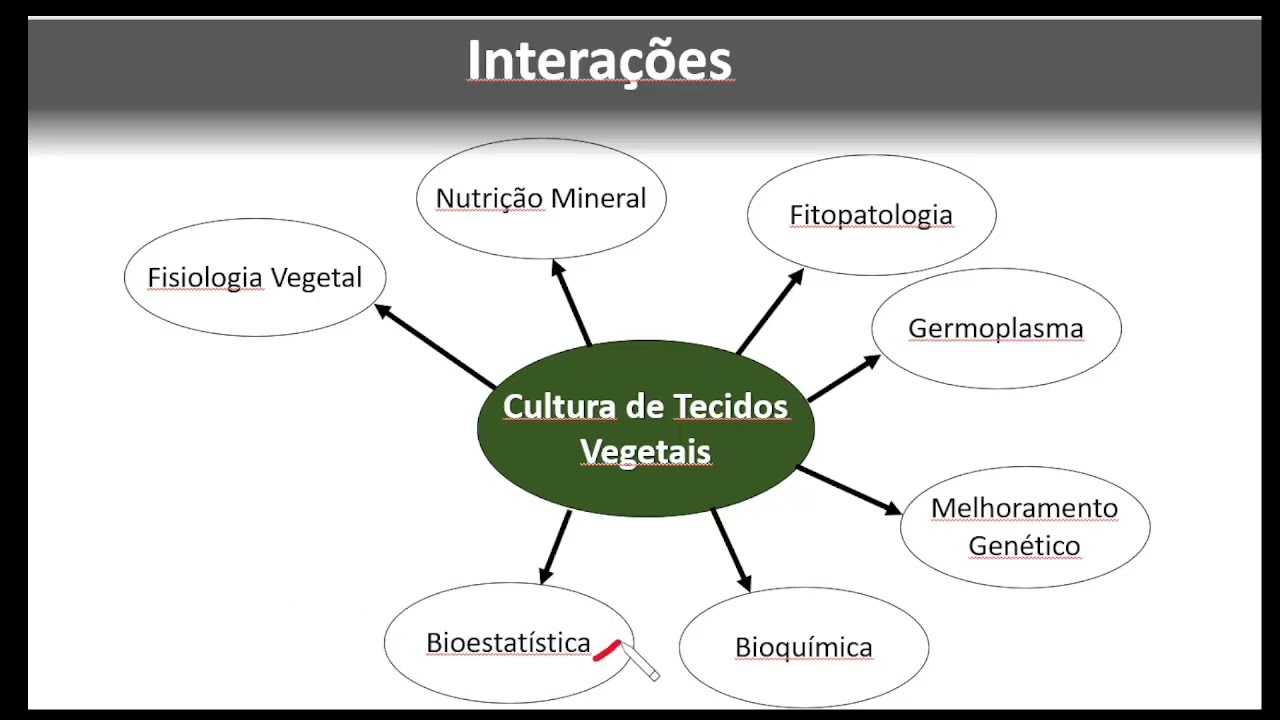 Interações
Nutrição Mineral
Fitopatologia
Fisiologia Vegetal
Germoplasma
Cultura de Tecidos
Vegetais
Melhoramento
Genético
Bioestatística
Bioquímica